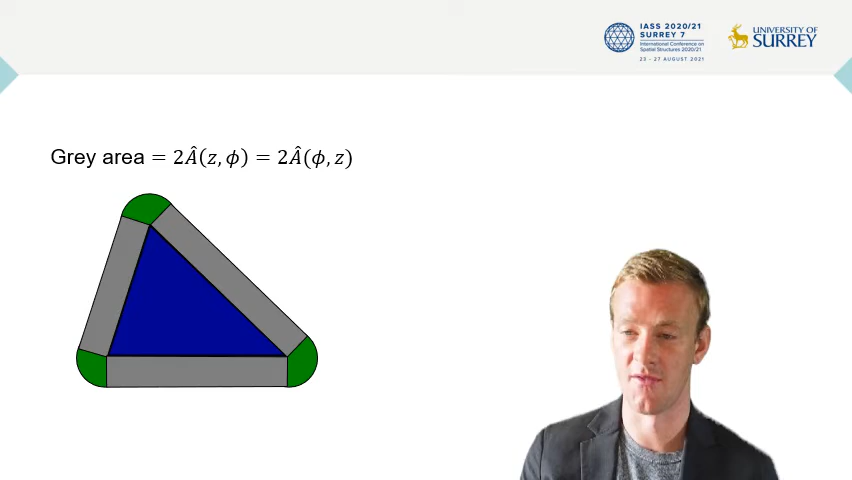 IASS 2020/21
SURREY 7
International Conference on
Spatial Structures 2020/21
23 - 27 AUGUST 2021
UNIVERSITY OF
SURREY
Grey area = 2Â(z, ϕ) = 2Â(ϕ, z)